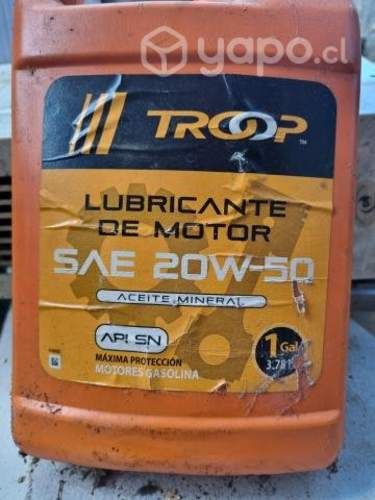 yapo.cl
TROOP
LUBRICANTE
DE MOTOR
SAE 20W-50
ACEITE MINERAL
API SN
MÁXIMA PROTECCIÓN
MOTORES GASOLINA
1 Gal
3.78